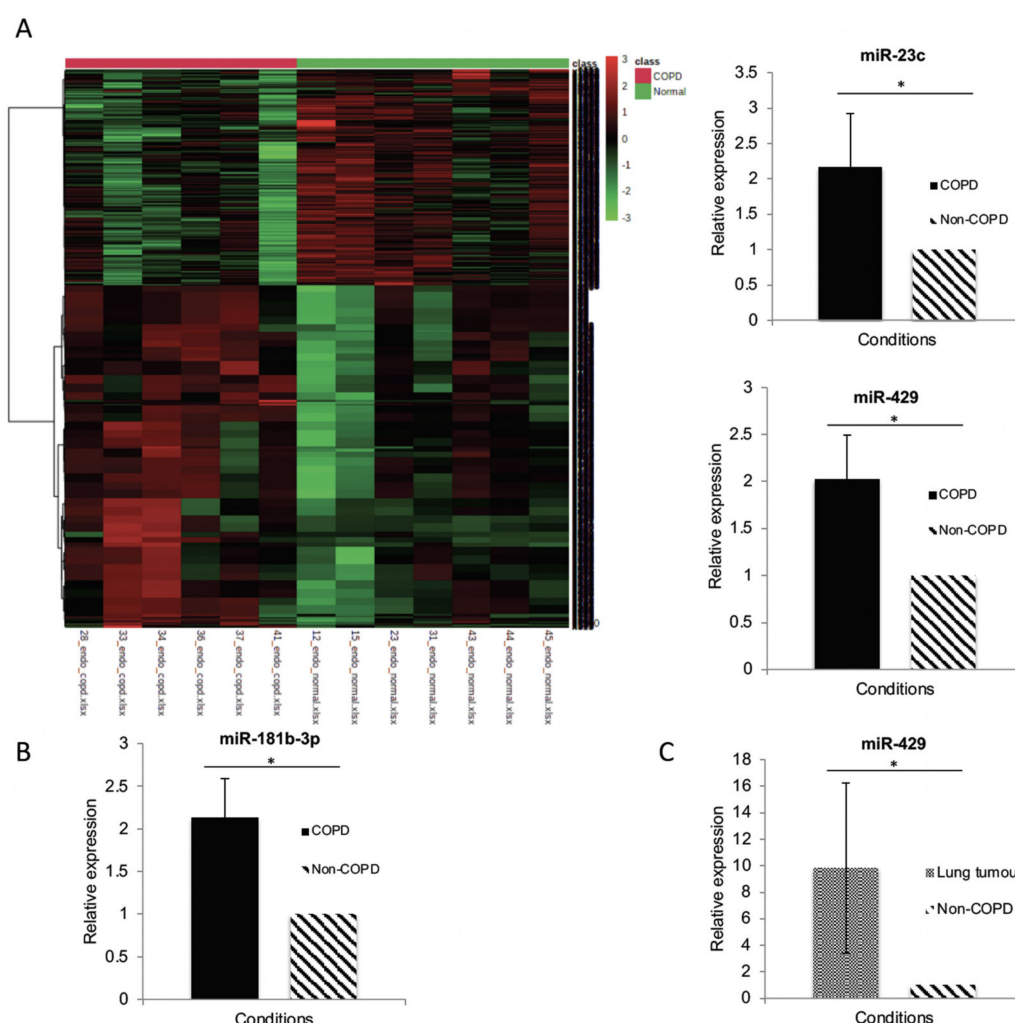 A
class
3
2
1
0
-1
-2
-3
class
COPD
Normal
28_endo_copd.xlsx
33_endo_copd.xlsx
34_endo_copd.xlsx
36_endo_copd.xlsx
37_endo_copd.xlsx
41_endo_copd.xlsx
12_endo_normal.xlsx
15_endo_normal.xlsx
23_endo_normal.xlsx
31_endo_normal.xlsx
43_endo_normal.xlsx
44_endo_normal.xlsx
45_endo_normal.xlsx
miR-23c
*
Relative expression
3.5
3
2.5
2
1.5
1
0.5
0
COPD
Non-COPD
Conditions
miR-429
*
Relative expression
3
2.5
2
1.5
1
0.5
0
COPD
Non-COPD
Conditions
B
miR-181b-3p
*
Relative expression
3
2.5
2
1.5
1
0.5
0
COPD
Non-COPD
Conditions
C
miR-429
*
Relative expression
18
16
14
12
10
8
6
4
2
0
Lung tumou
Non-COPD
Conditions